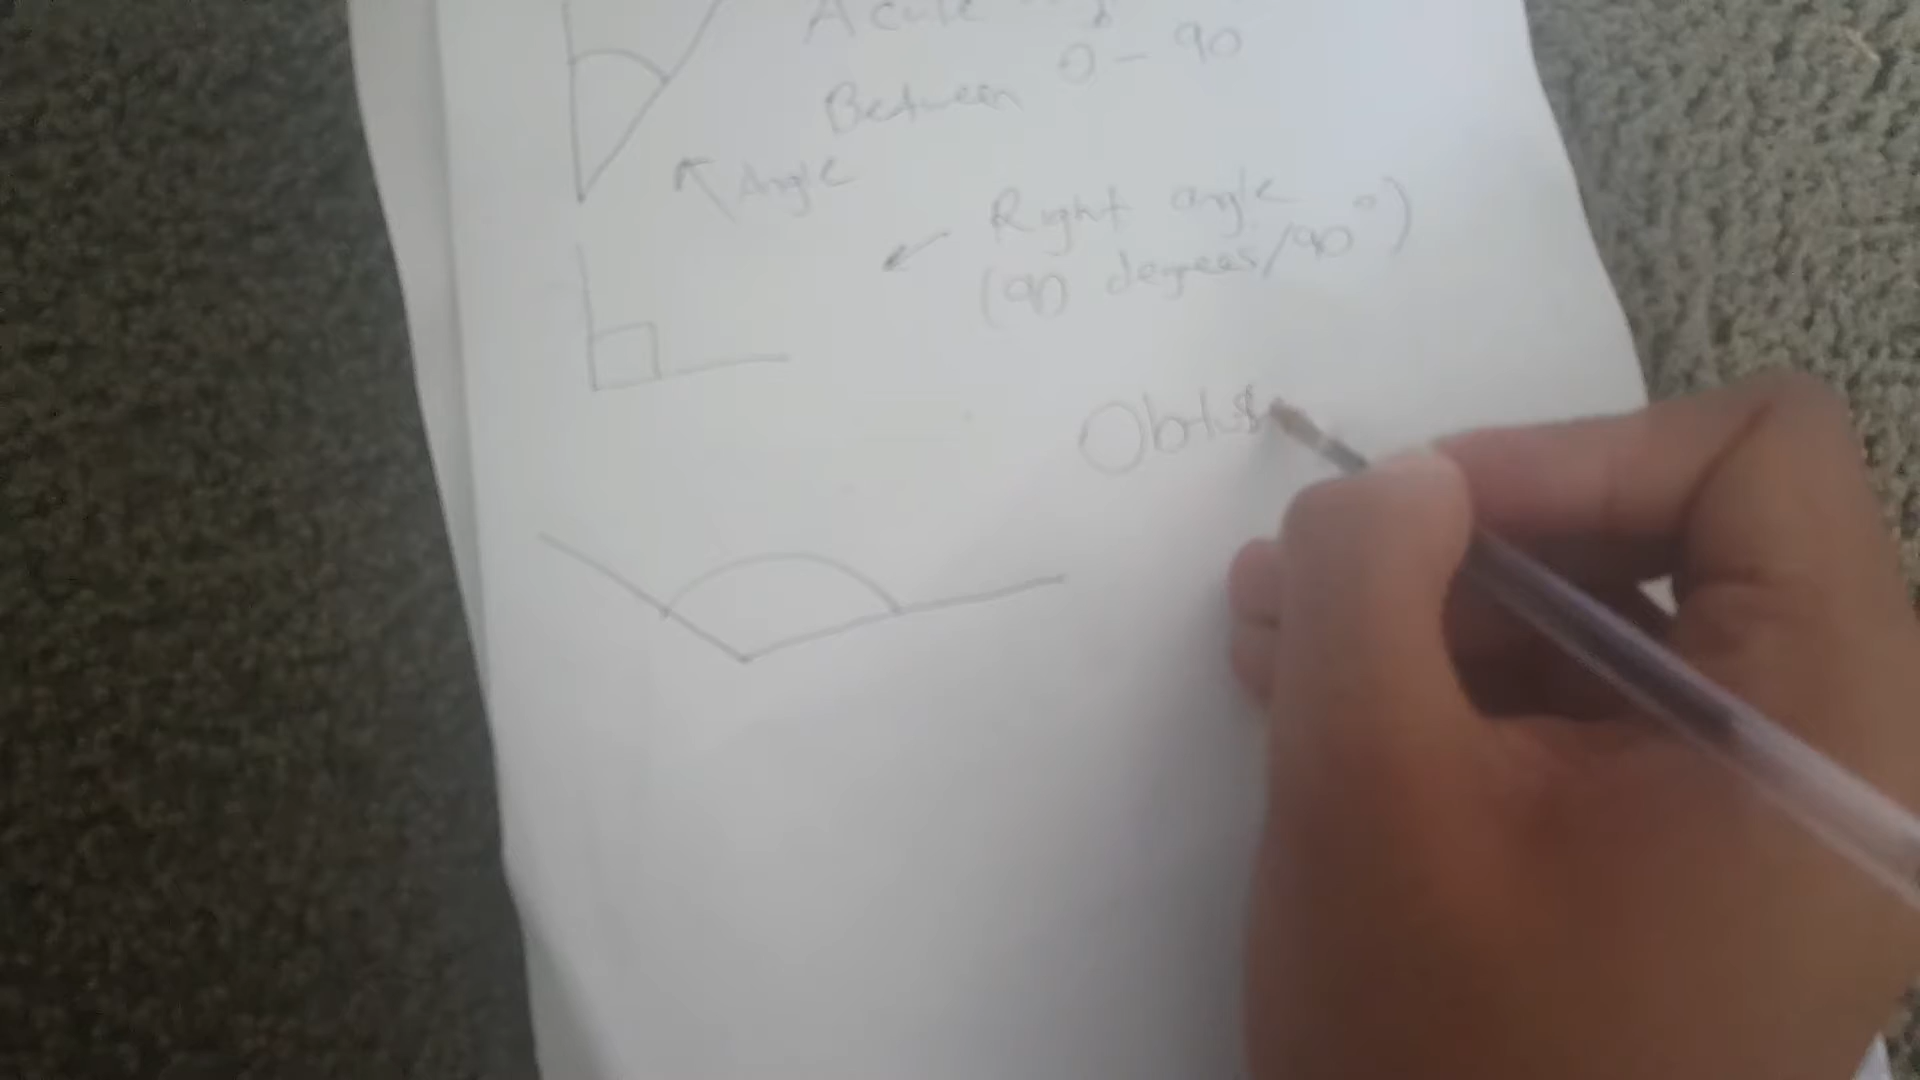 Acute
0 - 90
Between
Angle
Right angle
(90 degrees/90°)
Obtus